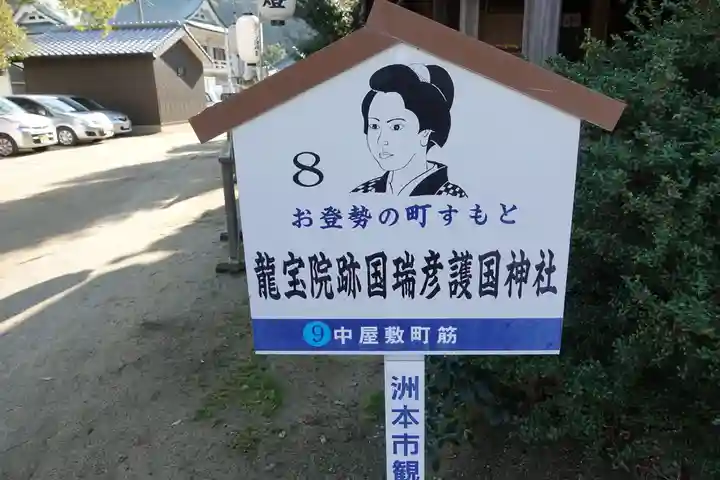 燈
8
お登勢の町すもと
龍宝院跡国瑞彦護国神社
9中屋敷町筋
洲本市観